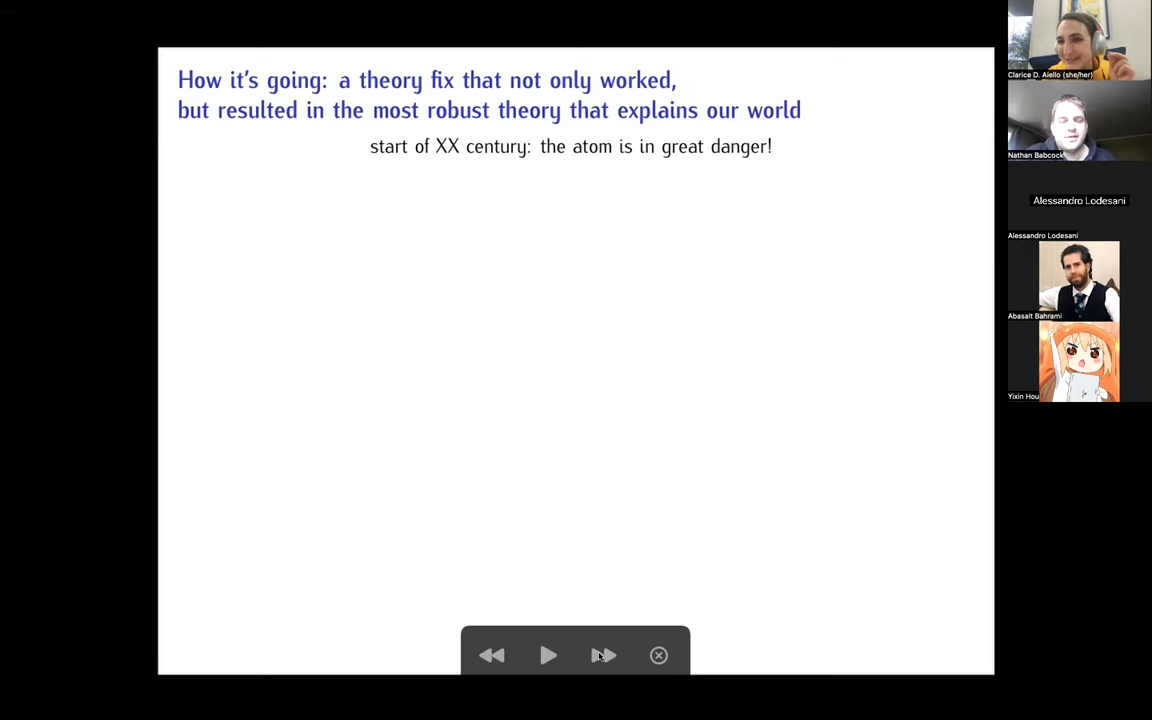 How it's going: a theory fix that not only worked,
but resulted in the most robust theory that explains our world
start of XX century: the atom is in great danger!
Clarice D. Aiello (she/her)
Nathan Babcock
Alessandro Lodesani
Alessandro Lodesani
Abasalt Bahrami
Yixin Hou